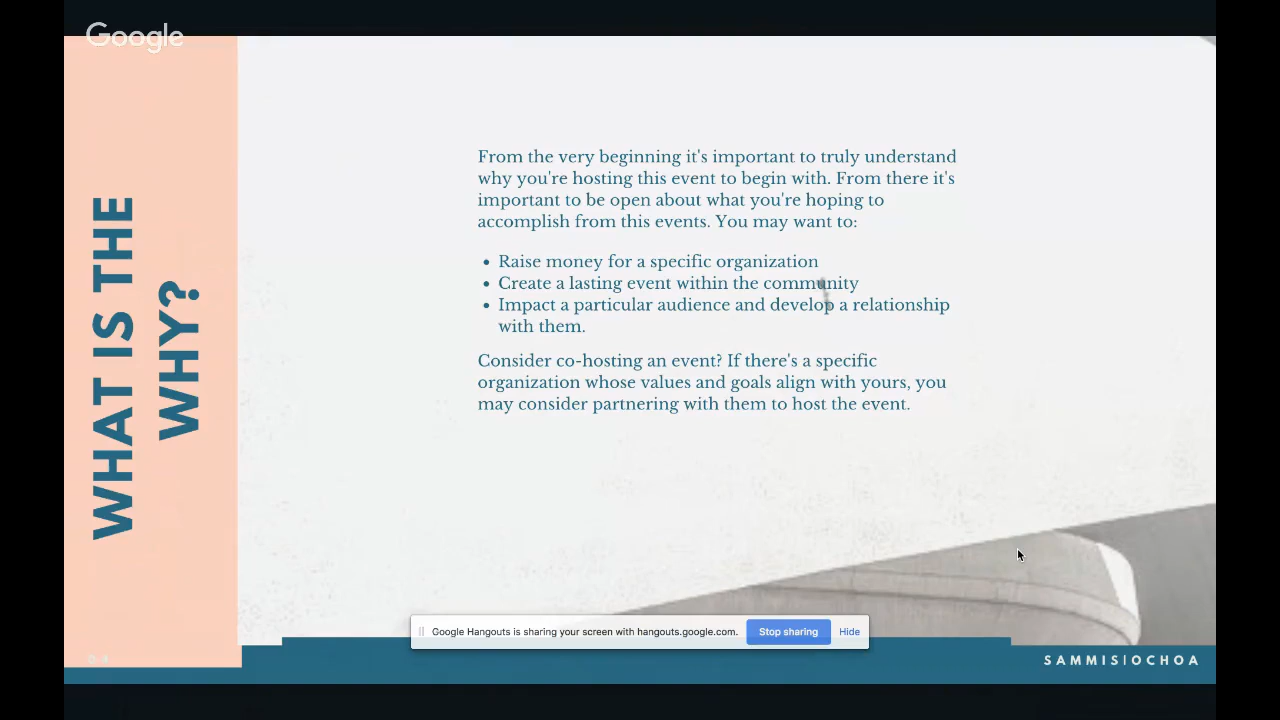 Google
WHAT IS THE
WHY?
From the very beginning it's important to truly understand
why you're hosting this event to begin with. From there it's
important to be open about what you're hoping to
accomplish from this events. You may want to:
• Raise money for a specific organization
• Create a lasting event within the community
• Impact a particular audience and develop a relationship
with them.
Consider co-hosting an event? If there's a specific
organization whose values and goals align with yours, you
may consider partnering with them to host the event.
Google Hangouts is sharing your screen with hangouts.google.com.
Stop sharing
Hide
SAMMIS|OCHOA